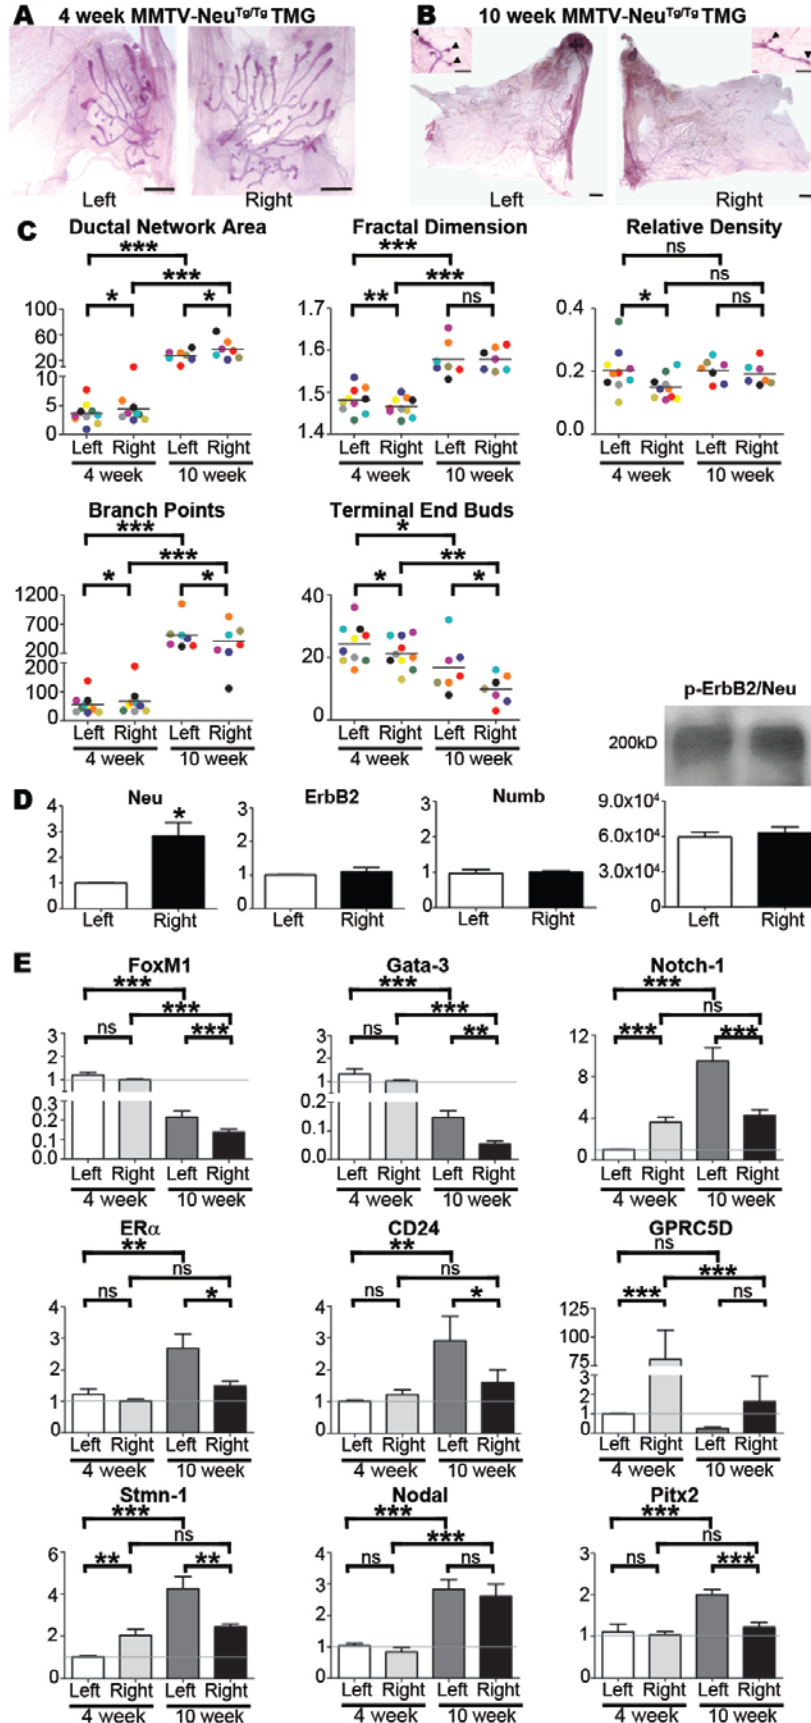 A 4 week MMTV-NeuTg/Tg TMG
Left Right
B 10 week MMTV-NeuTg/Tg TMG
Left Right
C
Ductal Network Area
***
***
* *
100
60
20
10
5
0
Left Right Left Right
4 week 10 week
Fractal Dimension
***
***
** ns
1.7
1.6
1.5
1.4
Left Right Left Right
4 week 10 week
Relative Density
ns
ns
* ns
0.4
0.2
0.0
Left Right Left Right
4 week 10 week
Branch Points
***
***
* *
1200
700
200
200
100
0
Left Right Left Right
4 week 10 week
Terminal End Buds
*
**
* *
40
20
0
Left Right Left Right
4 week 10 week
p-ErbB2/Neu
200kD
D
Neu
*
4
3
2
1
0
Left Right
ErbB2
3
2
1
0
Left Right
Numb
3
2
1
0
Left Right
9.0x10⁴
6.0x10⁴
3.0x10⁴
0
Left Right
E
FoxM1
***
***
ns ***
3
2
1
0.3
0.2
0.1
0.0
Left Right Left Right
4 week 10 week
Gata-3
***
***
ns **
3
2
1
0.2
0.1
0.0
Left Right Left Right
4 week 10 week
Notch-1
***
ns
*** ***
12
8
4
0
Left Right Left Right
4 week 10 week
ERα
**
ns
ns *
4
3
2
1
0
Left Right Left Right
4 week 10 week
CD24
**
ns
ns *
4
3
2
1
0
Left Right Left Right
4 week 10 week
GPRC5D
ns
***
*** ns
125
100
75
3
2
1
0
Left Right Left Right
4 week 10 week
Stmn-1
***
ns
** **
6
4
2
0
Left Right Left Right
4 week 10 week
Nodal
***
***
ns ns
4
3
2
1
0
Left Right Left Right
4 week 10 week
Pitx2
***
ns
ns ***
3
2
1
0
Left Right Left Right
4 week 10 week